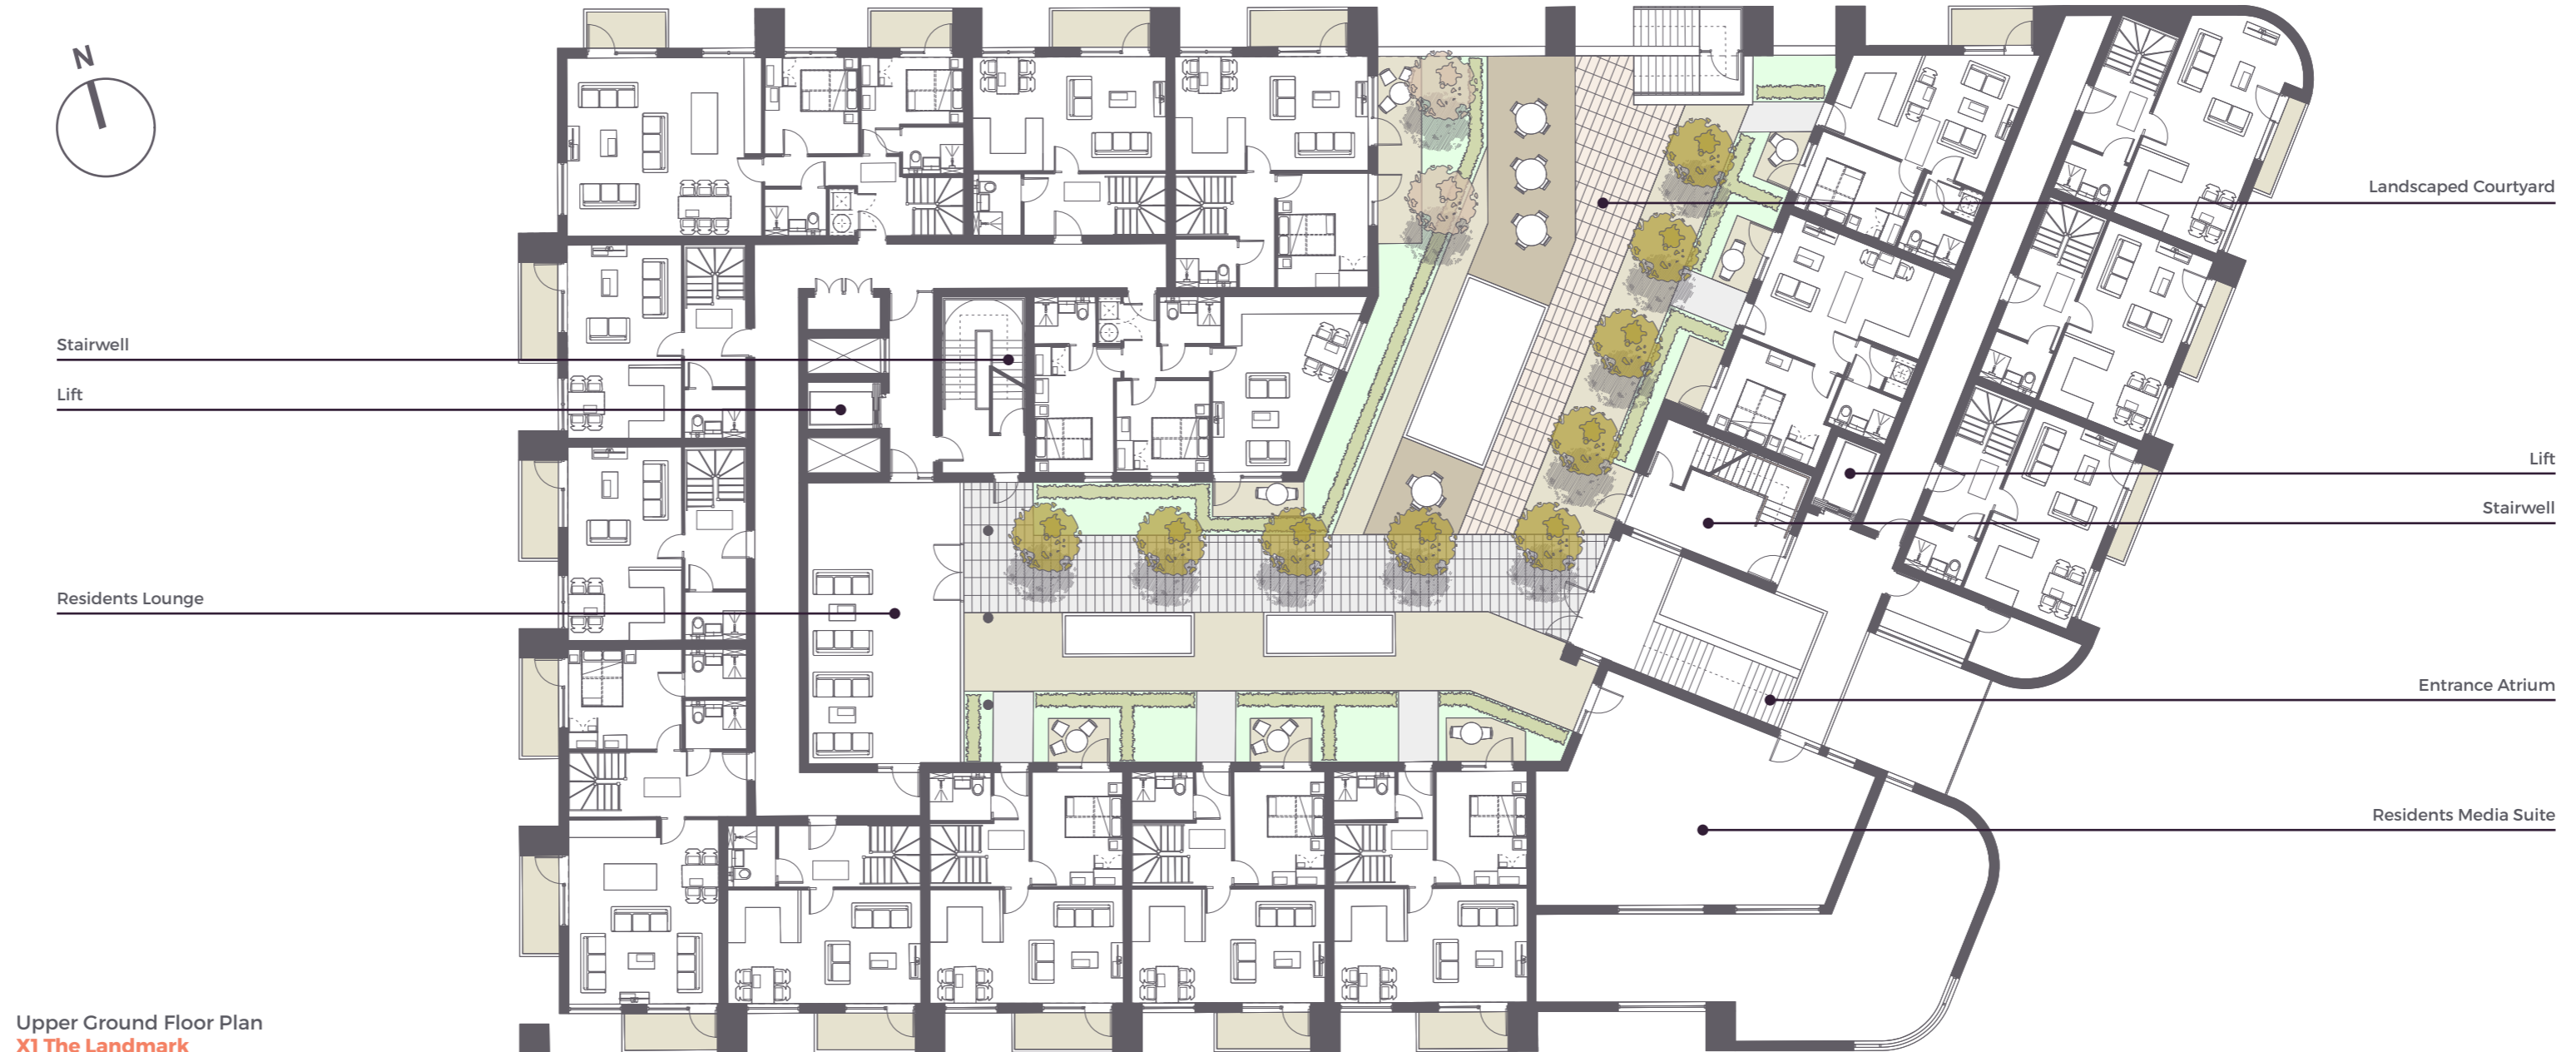 N
Landscaped Courtyard
Stairwell
Lift
Lift
Stairwell
Residents Lounge
Entrance Atrium
Residents Media Suite
Upper Ground Floor Plan
X1 The Landmark